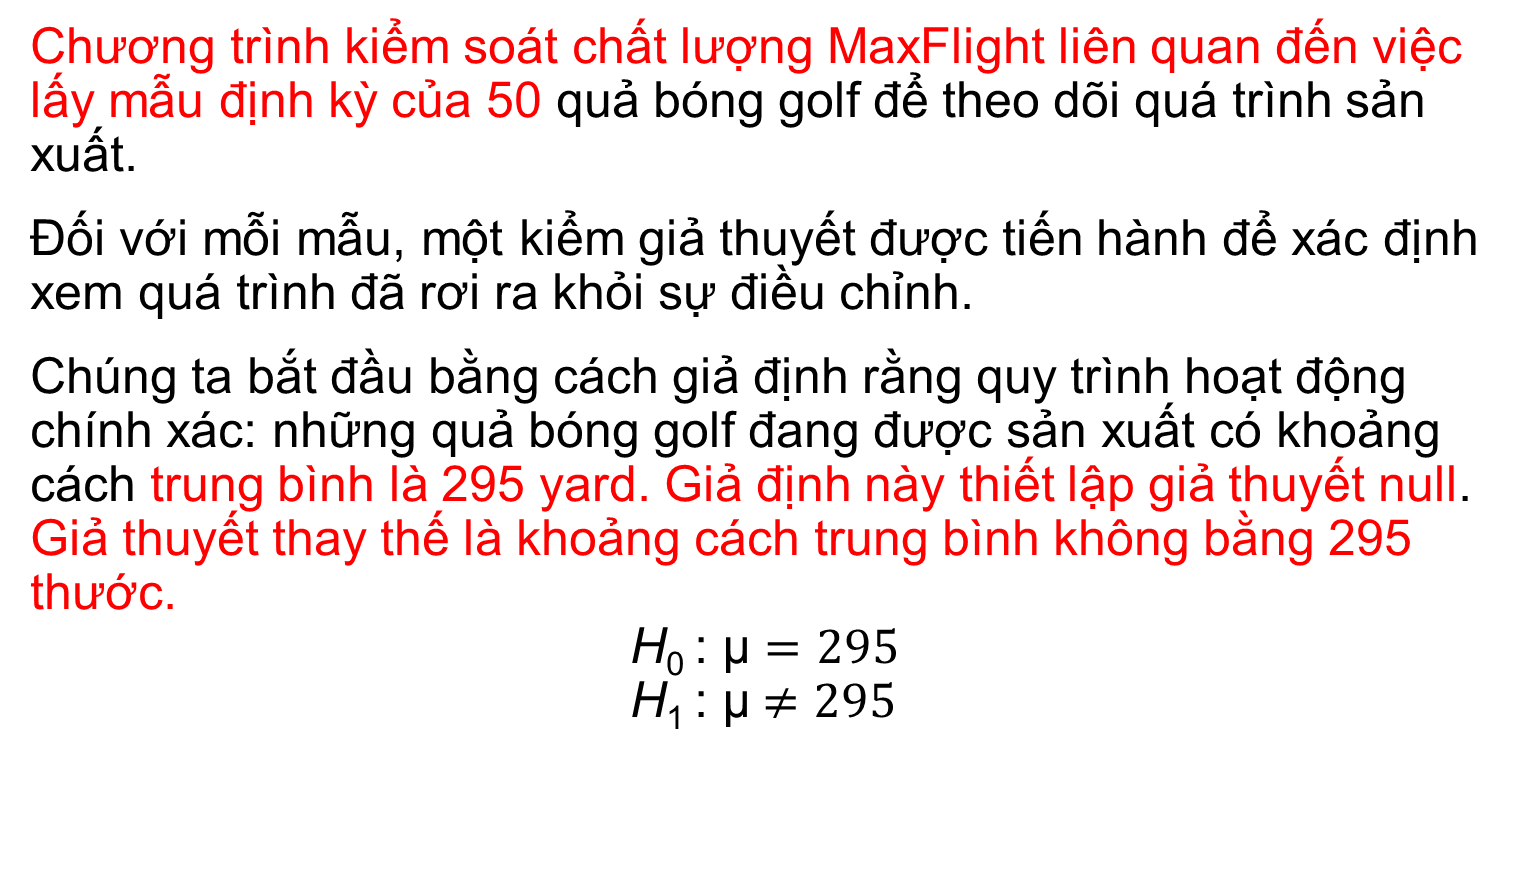 Chương trình kiểm soát chất lượng MaxFlight liên quan đến việc
lấy mẫu định kỳ của 50 quả bóng golf để theo dõi quá trình sản
xuất.
Đối với mỗi mẫu, một kiểm giả thuyết được tiến hành để xác định
xem quá trình đã rơi ra khỏi sự điều chỉnh.
Chúng ta bắt đầu bằng cách giả định rằng quy trình hoạt động
chính xác: những quả bóng golf đang được sản xuất có khoảng
cách trung bình là 295 yard. Giả định này thiết lập giả thuyết null.
Giả thuyết thay thế là khoảng cách trung bình không bằng 295
thước.
H₀ : μ = 295
H₁ : μ ≠ 295